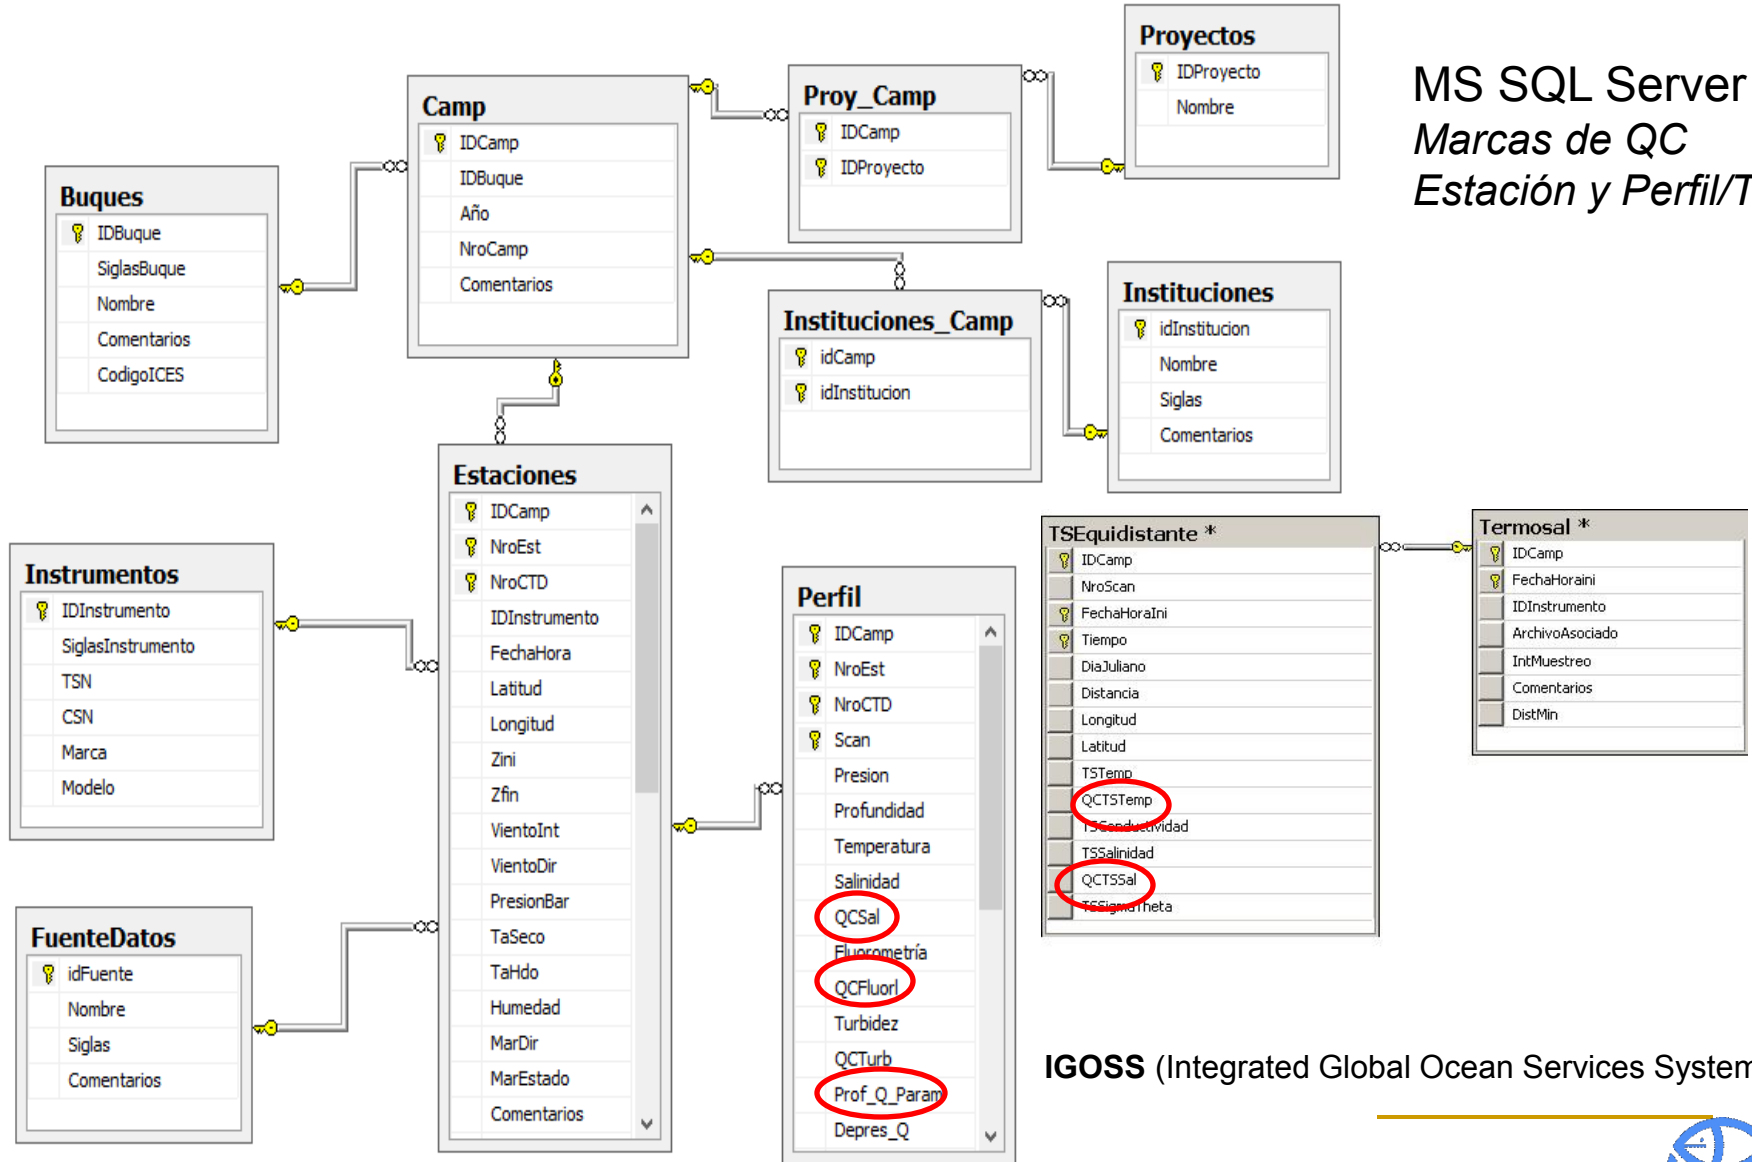 MS SQL Server
Marcas de QC
Estación y Perfil/T
Proyectos
IDProyecto
Nombre
Proy_Camp
IDCamp
IDProyecto
Camp
IDCamp
IDBuque
Año
NroCamp
Comentarios
Buques
IDBuque
SiglasBuque
Nombre
Comentarios
CodigoICES
Instituciones_Camp
idCamp
idInstitucion
Instituciones
idInstitucion
Nombre
Siglas
Comentarios
Estaciones
IDCamp
NroEst
NroCTD
IDInstrumento
FechaHora
Latitud
Longitud
Zini
Zfin
VientoInt
VientoDir
PresionBar
TaSeco
TaHdo
Humedad
MarDir
MarEstado
Comentarios
Instrumentos
IDInstrumento
SiglasInstrumento
TSN
CSN
Marca
Modelo
FuenteDatos
idFuente
Nombre
Siglas
Comentarios
Perfil
IDCamp
NroEst
NroCTD
Scan
Presion
Profundidad
Temperatura
Salinidad
QCSal
Fluorometría
QCFluorl
Turbidez
QCTurb
Prof_Q_Param
Depres_Q
TSEquidistante *
IDCamp
NroScan
FechaHoraIni
Tiempo
DiaJuliano
Distancia
Longitud
Latitud
TSTemp
QCTSTemp
TSConductividad
TSSalinidad
QCTSSal
TSSigmaTheta
Termosal *
IDCamp
FechaHoraini
IDInstrumento
ArchivoAsociado
IntMuestreo
Comentarios
DistMin
IGOSS (Integrated Global Ocean Services System